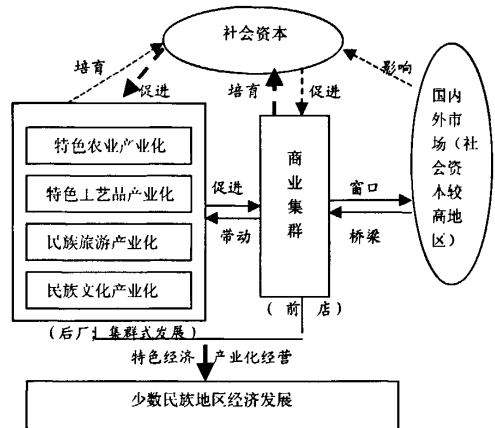 社会资本
培育
促进
培育
促进
影响
国内
外市
场（社
会资
本较
高地
区）
特色农业产业化
特色工艺品产业化
民族旅游产业化
民族文化产业化
促进
带动
商业集群
窗口
桥梁
（前 店）
（后厂：集群式发展）
特色经济 产业化经营
少数民族地区经济发展